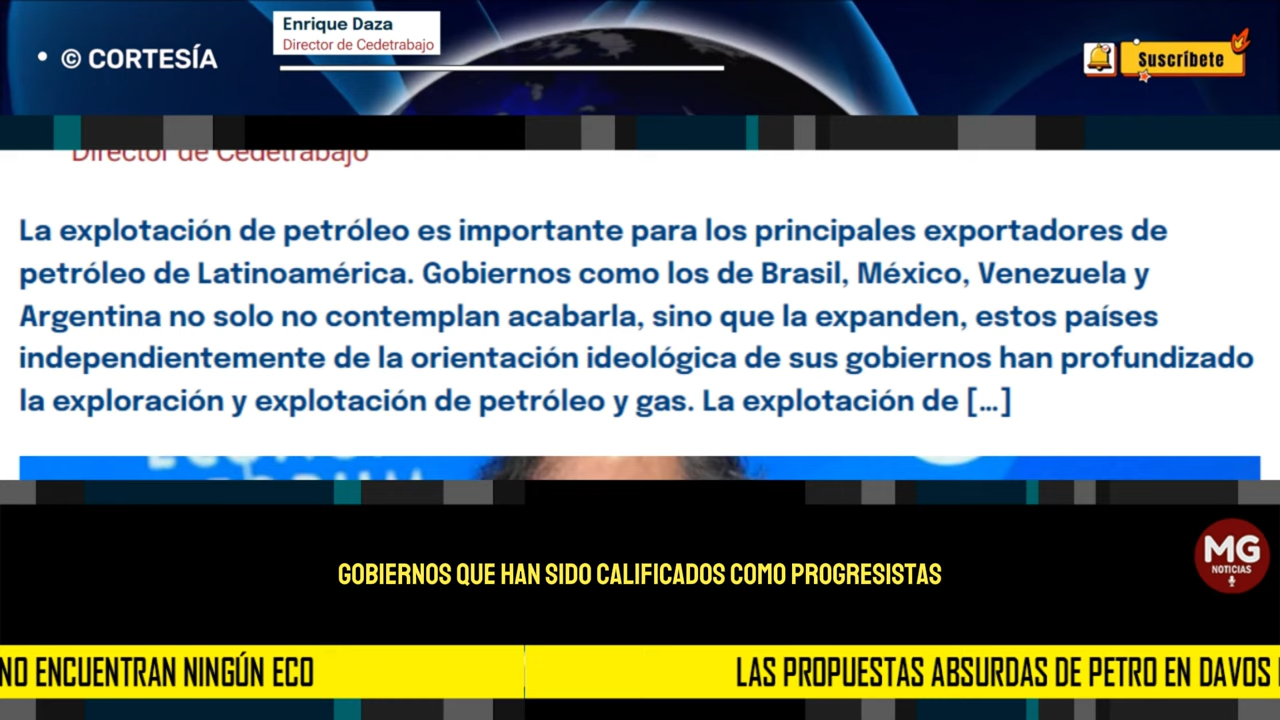 Enrique Daza
Director de Cedetrabajo
• © CORTESÍA
Suscríbete
Director de Cedetrabajo
La explotación de petróleo es importante para los principales exportadores de
petróleo de Latinoamérica. Gobiernos como los de Brasil, México, Venezuela y
Argentina no solo no contemplan acabarla, sino que la expanden, estos países
independientemente de la orientación ideológica de sus gobiernos han profundizado
la exploración y explotación de petróleo y gas. La explotación de [...]
GOBIERNOS QUE HAN SIDO CALIFICADOS COMO PROGRESISTAS
MG
NOTICIAS
NO ENCUENTRAN NINGÚN ECO
LAS PROPUESTAS ABSURDAS DE PETRO EN DAVOS